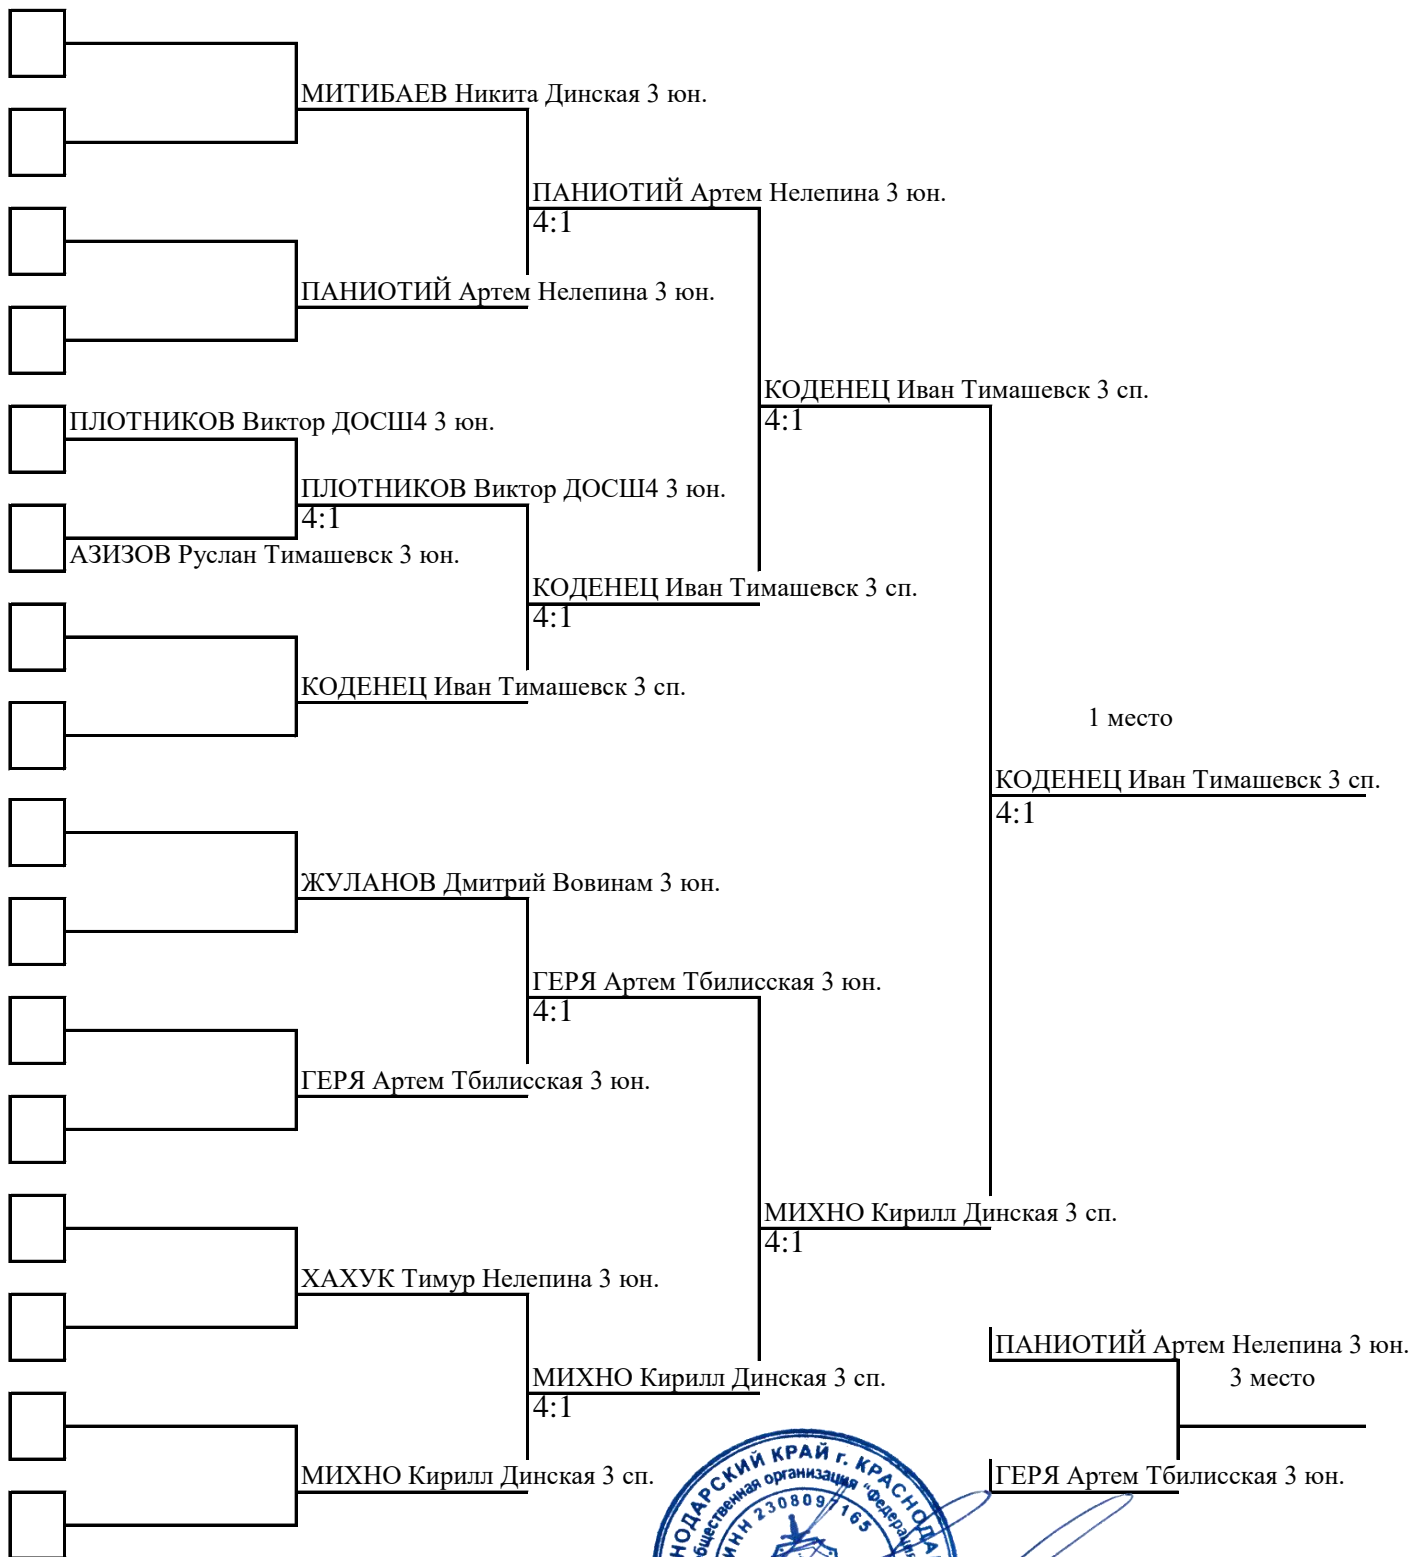 МИТИБАЕВ Никита Динская 3 юн.
ПАНИОТИЙ Артем Нелепина 3 юн.
4:1
ПАНИОТИЙ Артем Нелепина 3 юн.
КОДЕНЕЦ Иван Тимашевск 3 сп.
4:1
ПЛОТНИКОВ Виктор ДОСШ4 3 юн.
ПЛОТНИКОВ Виктор ДОСШ4 3 юн.
4:1
АЗИЗОВ Руслан Тимашевск 3 юн.
КОДЕНЕЦ Иван Тимашевск 3 сп.
4:1
КОДЕНЕЦ Иван Тимашевск 3 сп.
1 место
КОДЕНЕЦ Иван Тимашевск 3 сп.
4:1
ЖУЛАНОВ Дмитрий Вовинам 3 юн.
ГЕРЯ Артем Тбилисская 3 юн.
4:1
ГЕРЯ Артем Тбилисская 3 юн.
МИХНО Кирилл Динская 3 сп.
4:1
ХАХУК Тимур Нелепина 3 юн.
ПАНИОТИЙ Артем Нелепина 3 юн.
МИХНО Кирилл Динская 3 сп.
3 место
4:1
МИХНО Кирилл Динская 3 сп.
ГЕРЯ Артем Тбилисская 3 юн.
КРАЙ г.
организация
ИНН 2308097165